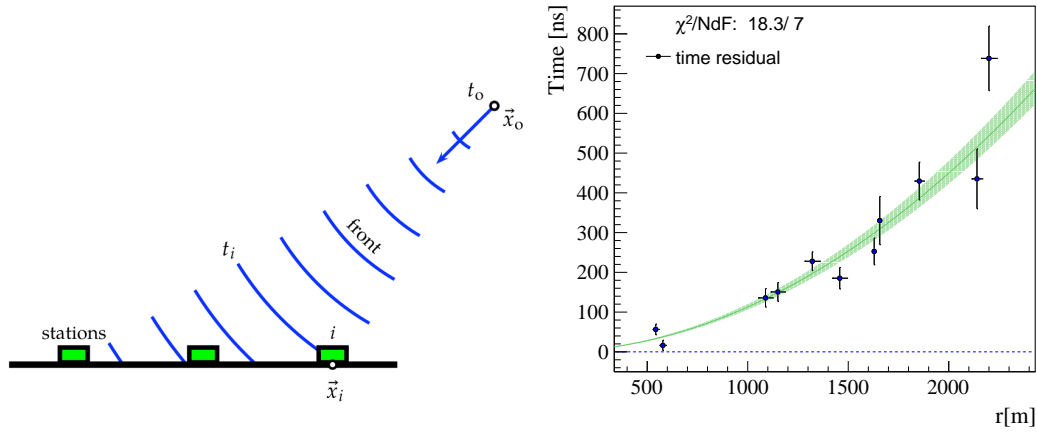 t_o
x⃗_o
front
t_i
stations
i
x⃗_i
χ²/NdF: 18.3/ 7
time residual
Time [ns]
800
700
600
500
400
300
200
100
0
500 1000 1500 2000
r[m]